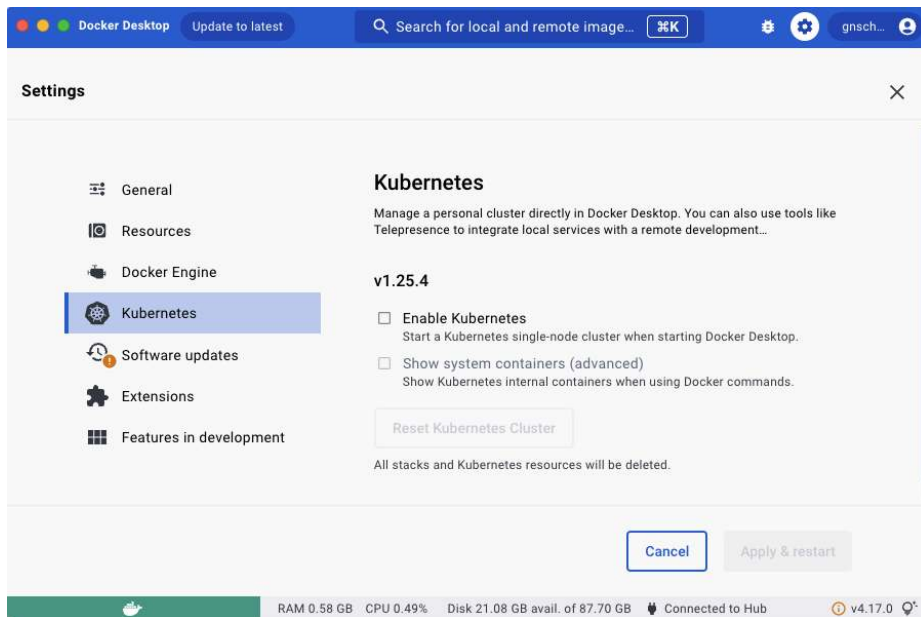 Docker Desktop
Update to latest
Search for local and remote image...
⌘K
gnsch...
Settings
General
Resources
Docker Engine
Kubernetes
Software updates
Extensions
Features in development
Kubernetes
Manage a personal cluster directly in Docker Desktop. You can also use tools like
Telepresence to integrate local services with a remote development...
v1.25.4
Enable Kubernetes
Start a Kubernetes single-node cluster when starting Docker Desktop.
Show system containers (advanced)
Show Kubernetes internal containers when using Docker commands.
Reset Kubernetes Cluster
All stacks and Kubernetes resources will be deleted.
Cancel
Apply & restart
RAM 0.58 GB CPU 0.49% Disk 21.08 GB avail. of 87.70 GB Connected to Hub v4.17.0